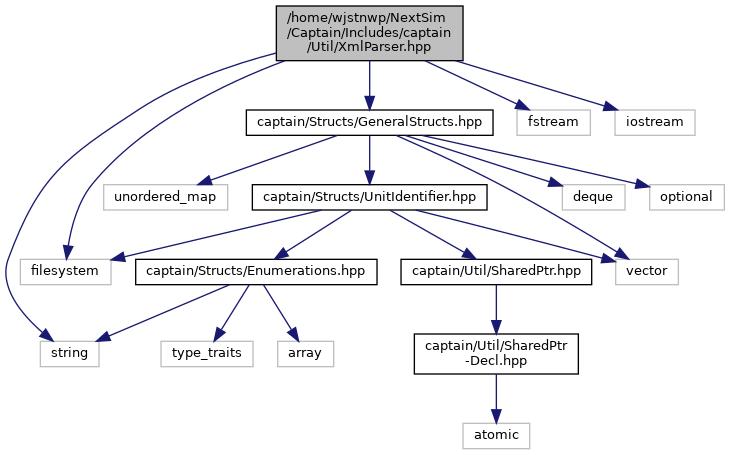 /home/wjstnwp/NextSim
/Captain/Includes/captain
/Util/XmlParser.hpp
captain/Structs/GeneralStructs.hpp
fstream
iostream
unordered_map
captain/Structs/UnitIdentifier.hpp
deque
optional
filesystem
captain/Structs/Enumerations.hpp
captain/Util/SharedPtr.hpp
vector
string
type_traits
array
captain/Util/SharedPtr
-Decl.hpp
atomic